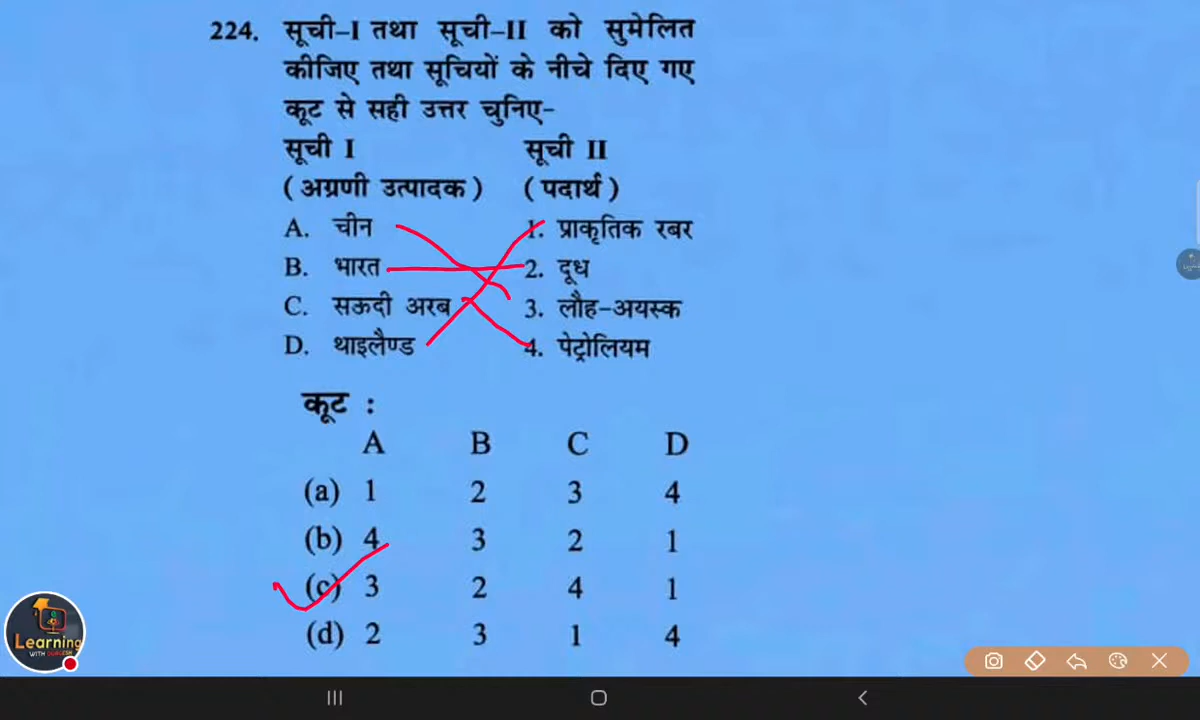 224. सूची-I तथा सूची-II को सुमेलित
कीजिए तथा सूचियों के नीचे दिए गए
कूट से सही उत्तर चुनिए-
सूची I सूची II
(अग्रणी उत्पादक) (पदार्थ)
A. चीन 1. प्राकृतिक रबर
B. भारत 2. दूध
C. सऊदी अरब 3. लौह-अयस्क
D. थाइलैण्ड 4. पेट्रोलियम
कूट :
A B C D
(a) 1 2 3 4
(b) 4 3 2 1
(c) 3 2 4 1
(d) 2 3 1 4
Learning